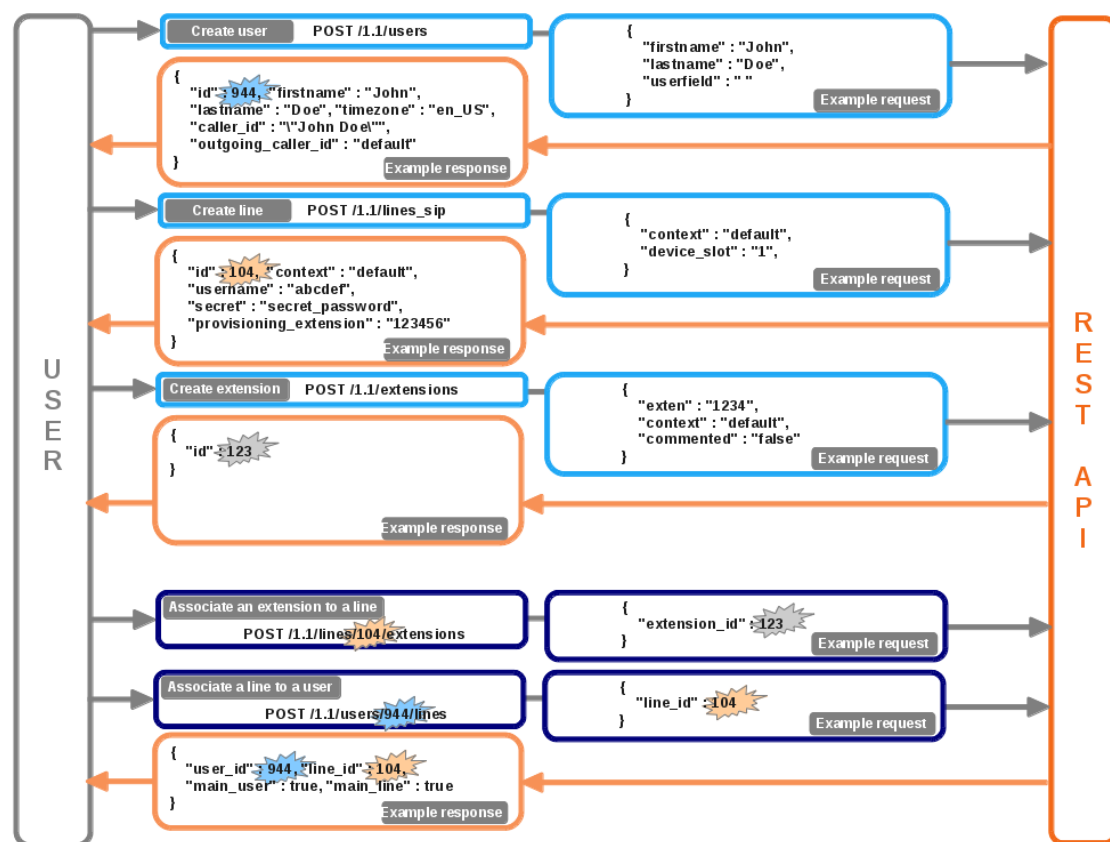 USER
Create user POST /1.1/users
{
"firstname" : "John",
"lastname" : "Doe",
"userfield" : " "
}
Example request
{
"id" : 944, "firstname" : "John",
"lastname" : "Doe", "timezone" : "en_US",
"caller_id" : "\"John Doe\"",
"outgoing_caller_id" : "default"
}
Example response
Create line POST /1.1/lines_sip
{
"context" : "default",
"device_slot" : "1",
}
Example request
{
"id" : 104, "context" : "default",
"username" : "abcdef",
"secret" : "secret_password",
"provisioning_extension" : "123456"
}
Example response
Create extension POST /1.1/extensions
{
"exten" : "1234",
"context" : "default",
"commented" : "false"
}
Example request
{
"id" : 123
}
Example response
Associate an extension to a line
POST /1.1/lines/104/extensions
{
"extension_id" : 123
}
Example request
Associate a line to a user
POST /1.1/users/944/lines
{
"line_id" : 104
}
Example request
{
"user_id" : 944, "line_id" : 104,
"main_user" : true, "main_line" : true
}
Example response
REST API